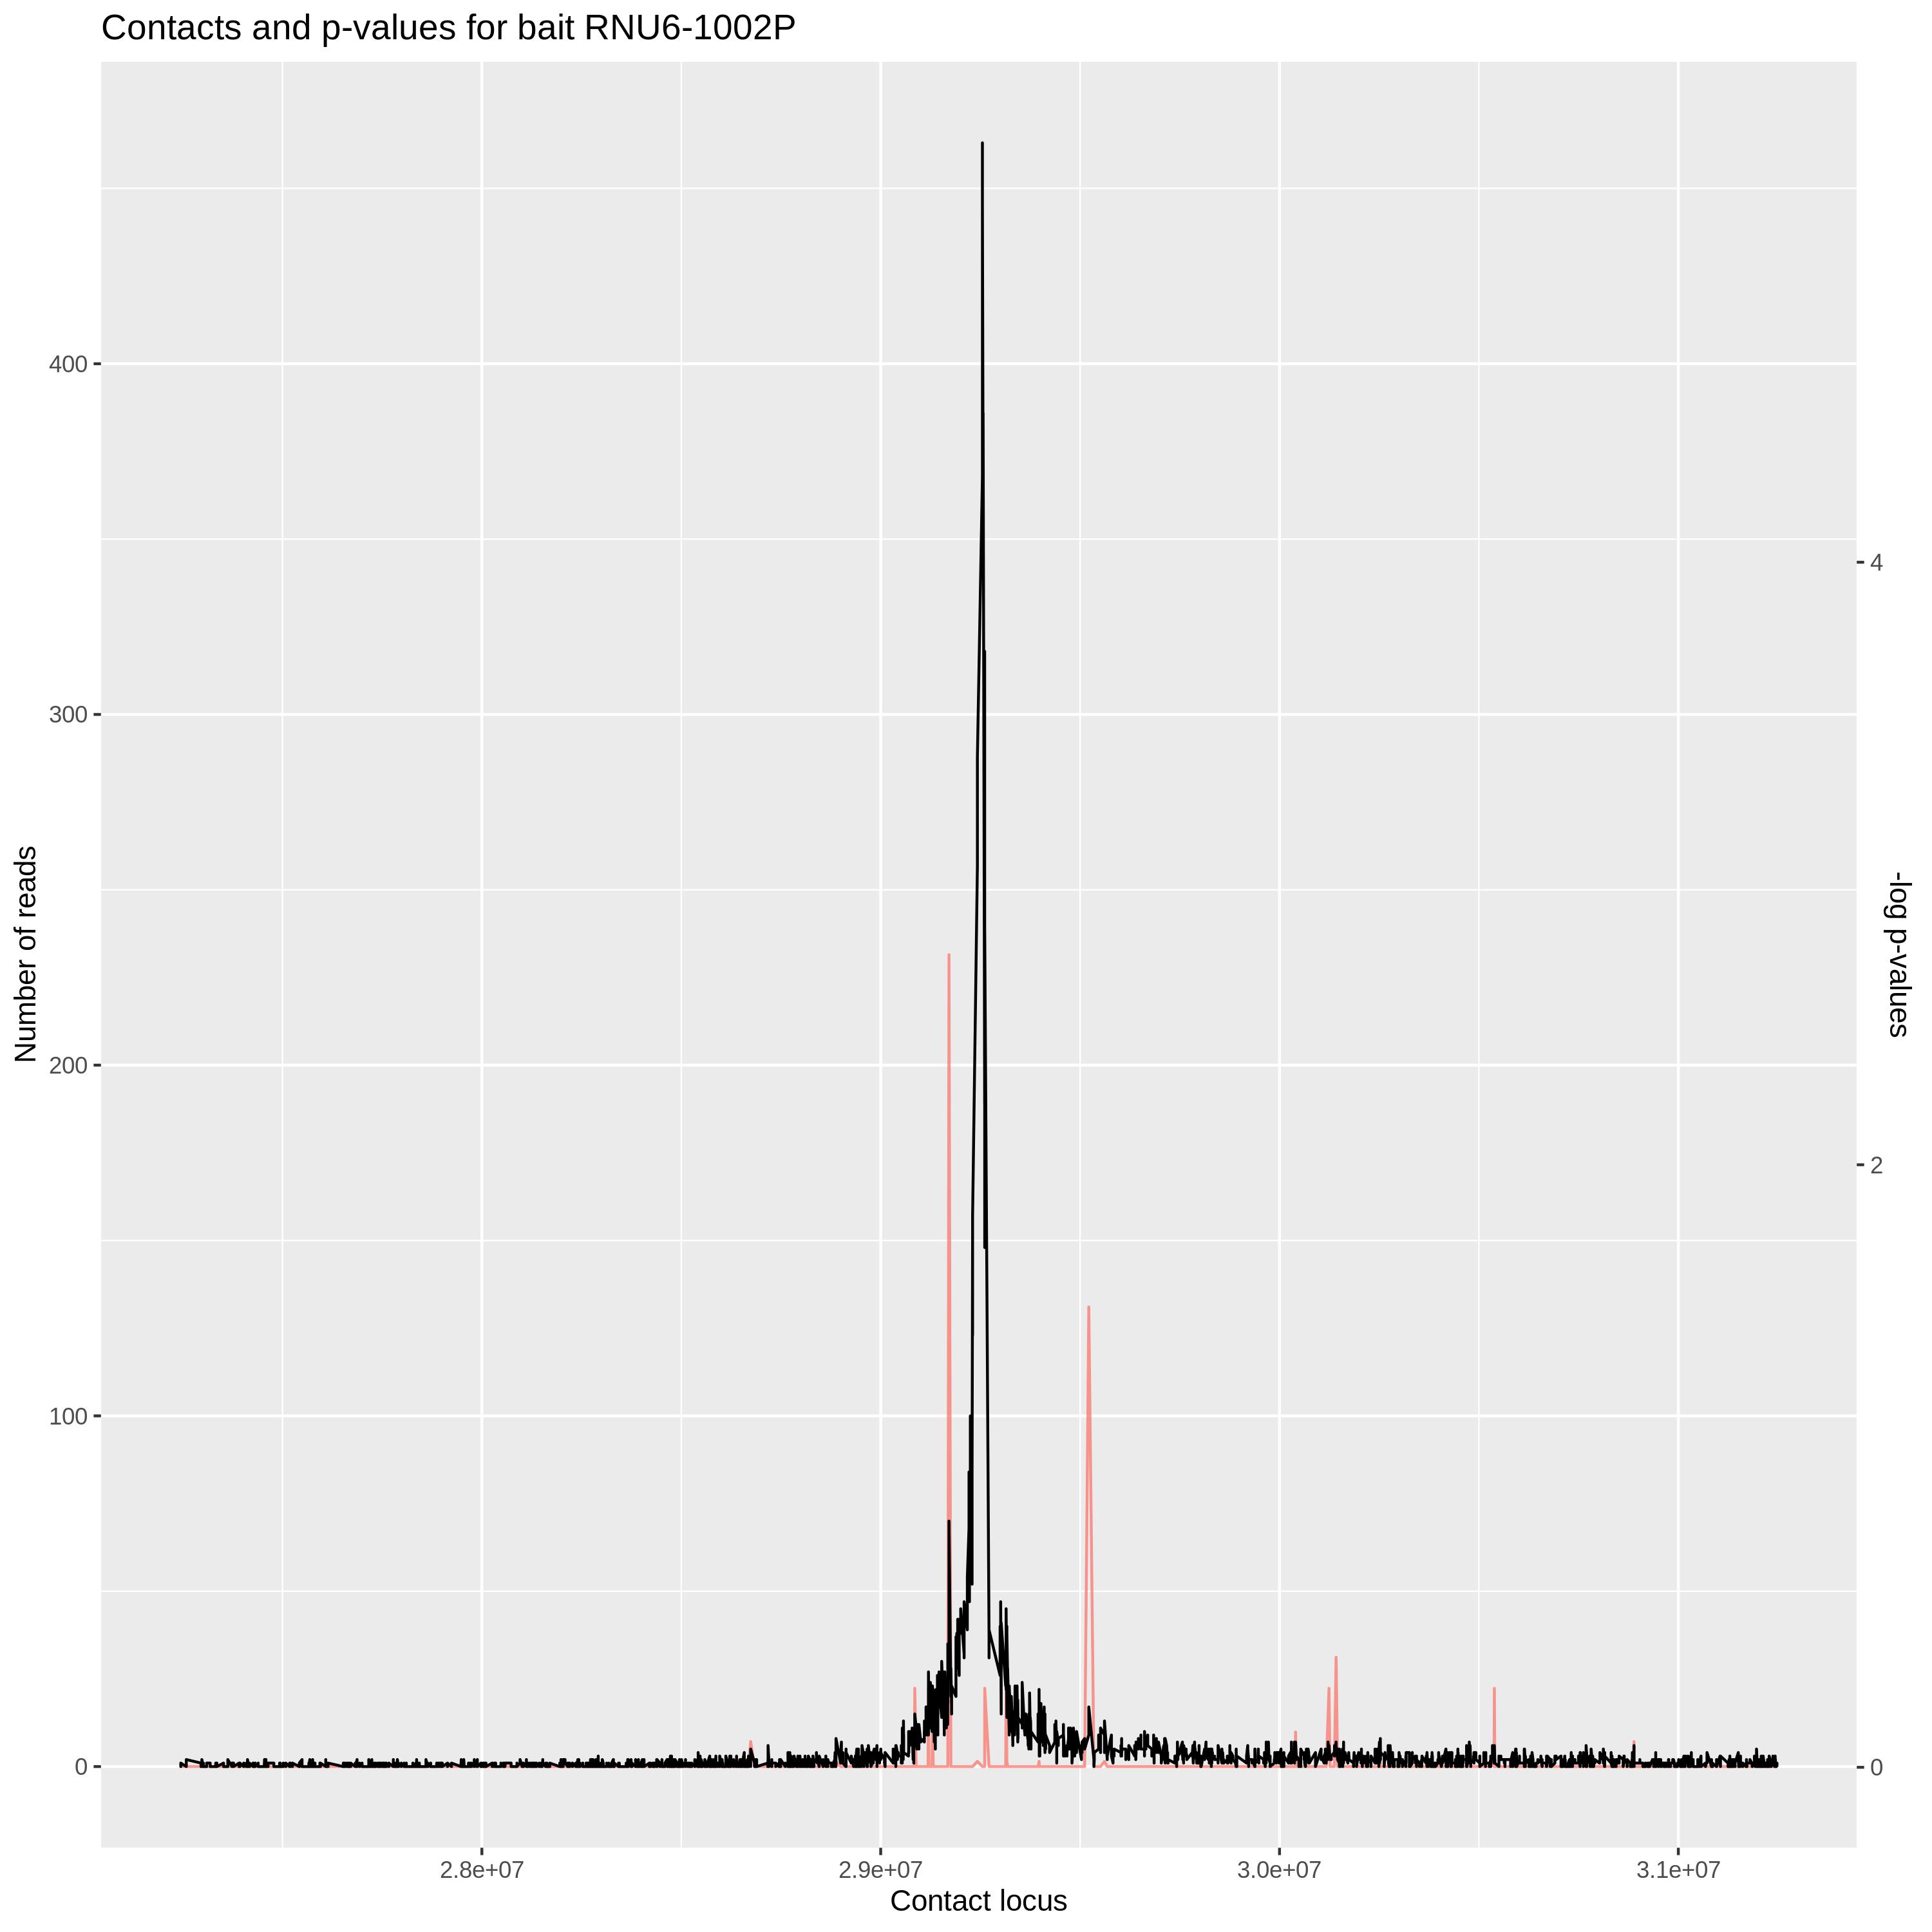 Contacts and p-values for bait RNU6-1002P
400
300
200
100
0
Number of reads
4
2
0
-log p-values
2.8e+07
2.9e+07
3.0e+07
3.1e+07
Contact locus